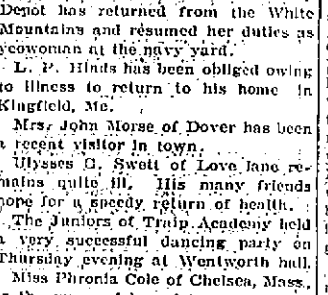 Depot has returned from the White
Mountains and resumed her duties as
yeowoman at the navy yard.
L. P. Hinds has been obliged owing
to illness to return to his home in
Kingfield, Me.
Mrs. John Morse of Dover has been
a recent visitor in town.
Ulysses G. Swett of Love lane re-
mains quite ill. His many friends
hope for a speedy return of health.
The Juniors of Traip Academy held
a very successful dancing party on
Thursday evening at Wentworth hall.
Miss Phronia Cole of Chelsea, Mass.,